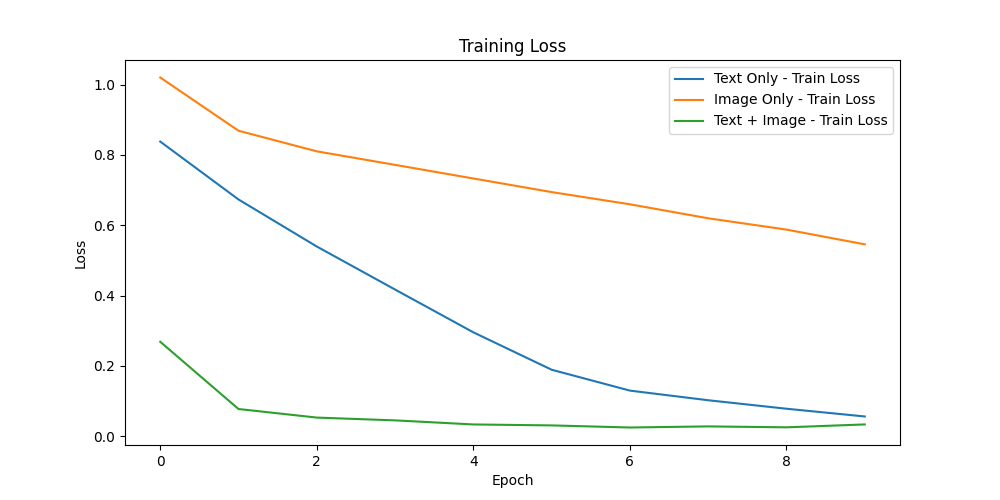 Training Loss
Text Only - Train Loss
Image Only - Train Loss
Text + Image - Train Loss
1.0
0.8
0.6
0.4
0.2
0.0
Loss
0 2 4 6 8
Epoch